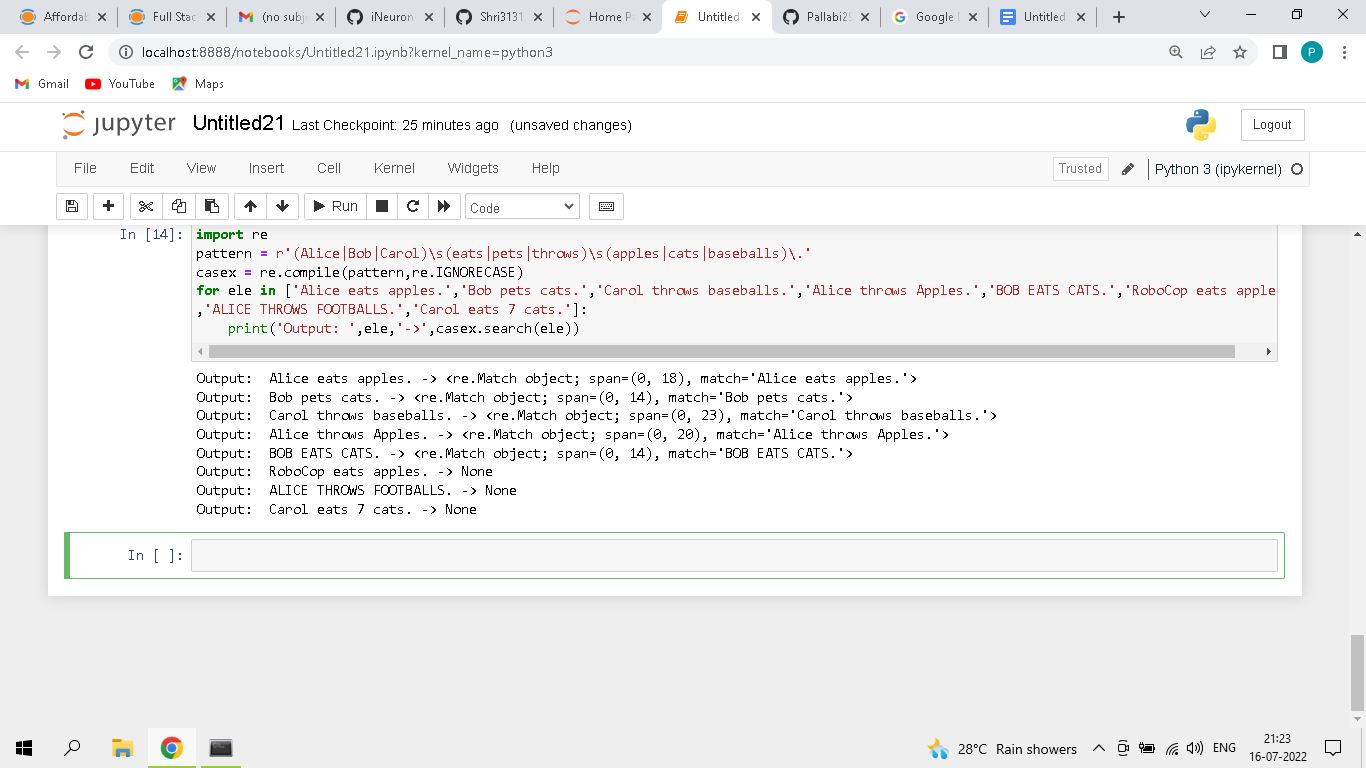 Affordab
Full Stac
(no subj
iNeuron
shri3131
Home P
Untitled2
Pallabi25
Google
Untitled
localhost:8888/notebooks/Untitled21.ipynb?kernel_name=python3
P
Gmail YouTube Maps
jupyter Untitled21 Last Checkpoint: 25 minutes ago (unsaved changes)
Logout
File Edit View Insert Cell Kernel Widgets Help
Trusted
Python 3 (ipykernel)
Run
Code
In [14]: import re
pattern = r'(Alice|Bob|Carol)\s(eats|pets|throws)\s(apples|cats|baseballs)\.'
casex = re.compile(pattern,re.IGNORECASE)
for ele in ['Alice eats apples.','Bob pets cats.','Carol throws baseballs.','Alice throws Apples.','BOB EATS CATS.','RoboCop eats apple
,'ALICE THROWS FOOTBALLS.','Carol eats 7 cats.']:
print('Output: ',ele,'->',casex.search(ele))
Output:  Alice eats apples. -> <re.Match object; span=(0, 18), match='Alice eats apples.'>
Output:  Bob pets cats. -> <re.Match object; span=(0, 14), match='Bob pets cats.'>
Output:  Carol throws baseballs. -> <re.Match object; span=(0, 23), match='Carol throws baseballs.'>
Output:  Alice throws Apples. -> <re.Match object; span=(0, 20), match='Alice throws Apples.'>
Output:  BOB EATS CATS. -> <re.Match object; span=(0, 14), match='BOB EATS CATS.'>
Output:  RoboCop eats apples. -> None
Output:  ALICE THROWS FOOTBALLS. -> None
Output:  Carol eats 7 cats. -> None
In [ ]:
28°C Rain showers
ENG
21:23
16-07-2022